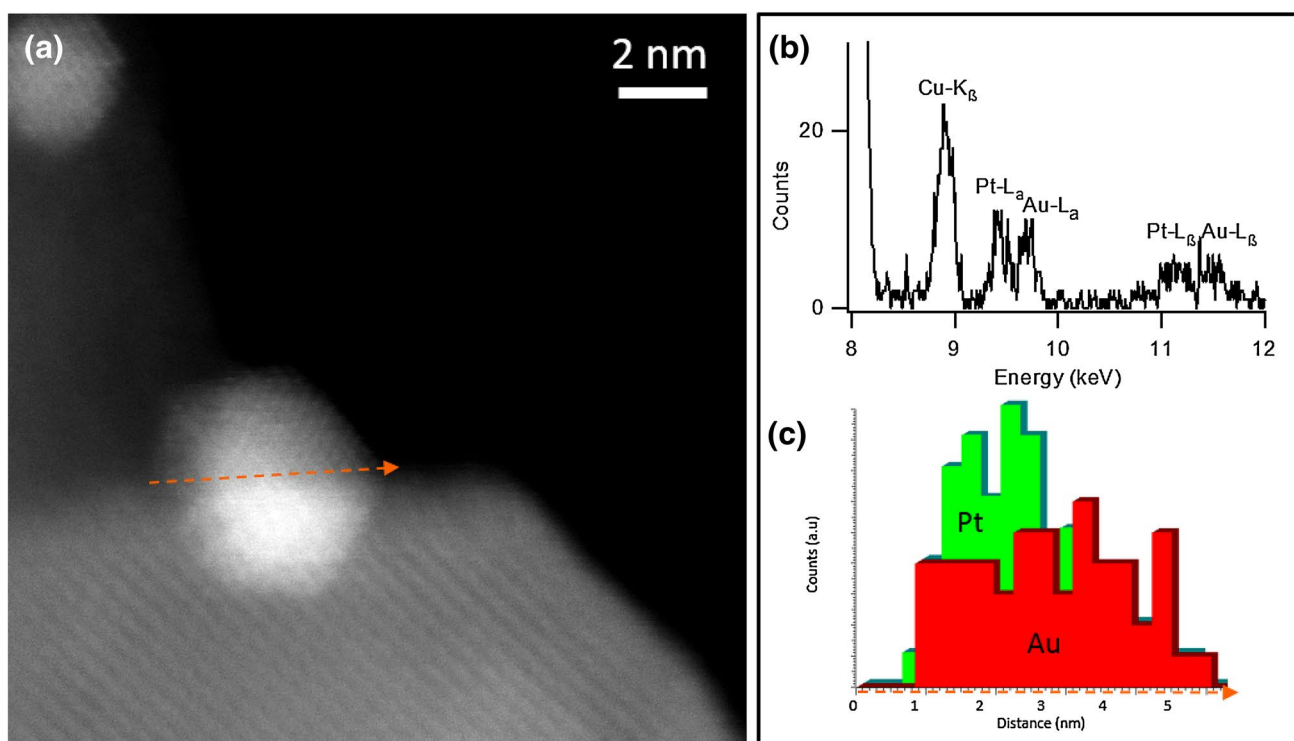 (a)
2 nm
(b)
Counts
20
0
Cu-Kß
Pt-La
Au-La
Pt-Lß
Au-Lß
8 9 10 11 12
Energy (keV)
(c)
Counts (a.u)
Pt
Au
0 1 2 3 4 5
Distance (nm)